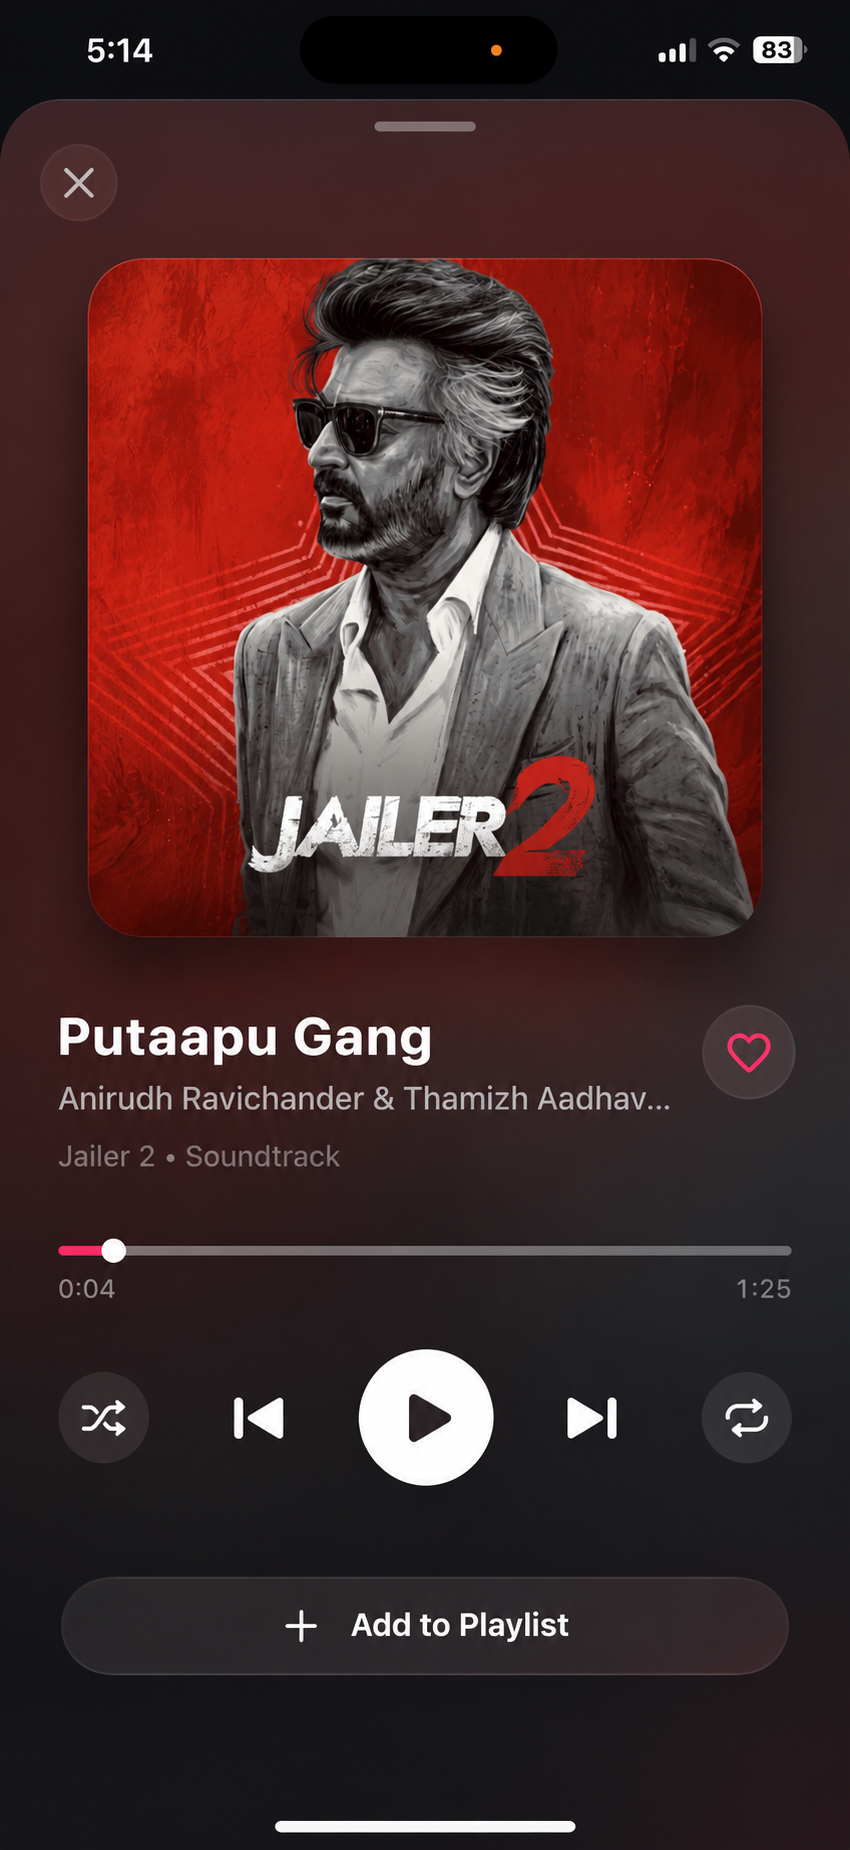 5:14
83
JAILER 2
Putaapu Gang
Anirudh Ravichander & Thamizh Aadhav...
Jailer 2 • Soundtrack
0:04
1:25
Add to Playlist